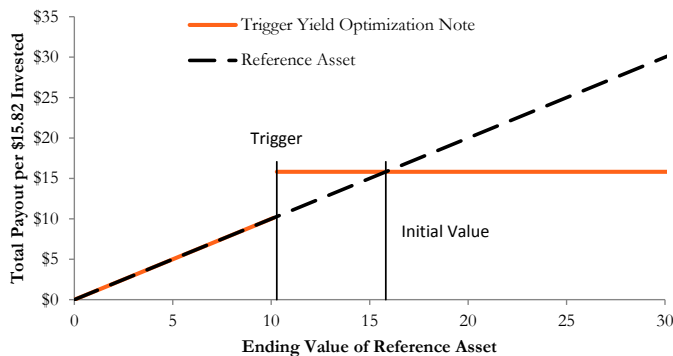 Trigger Yield Optimization Note
Reference Asset
Total Payout per $15.82 Invested
$35
$30
$25
$20
$15
$10
$5
$0
Trigger
Initial Value
0 5 10 15 20 25 30
Ending Value of Reference Asset